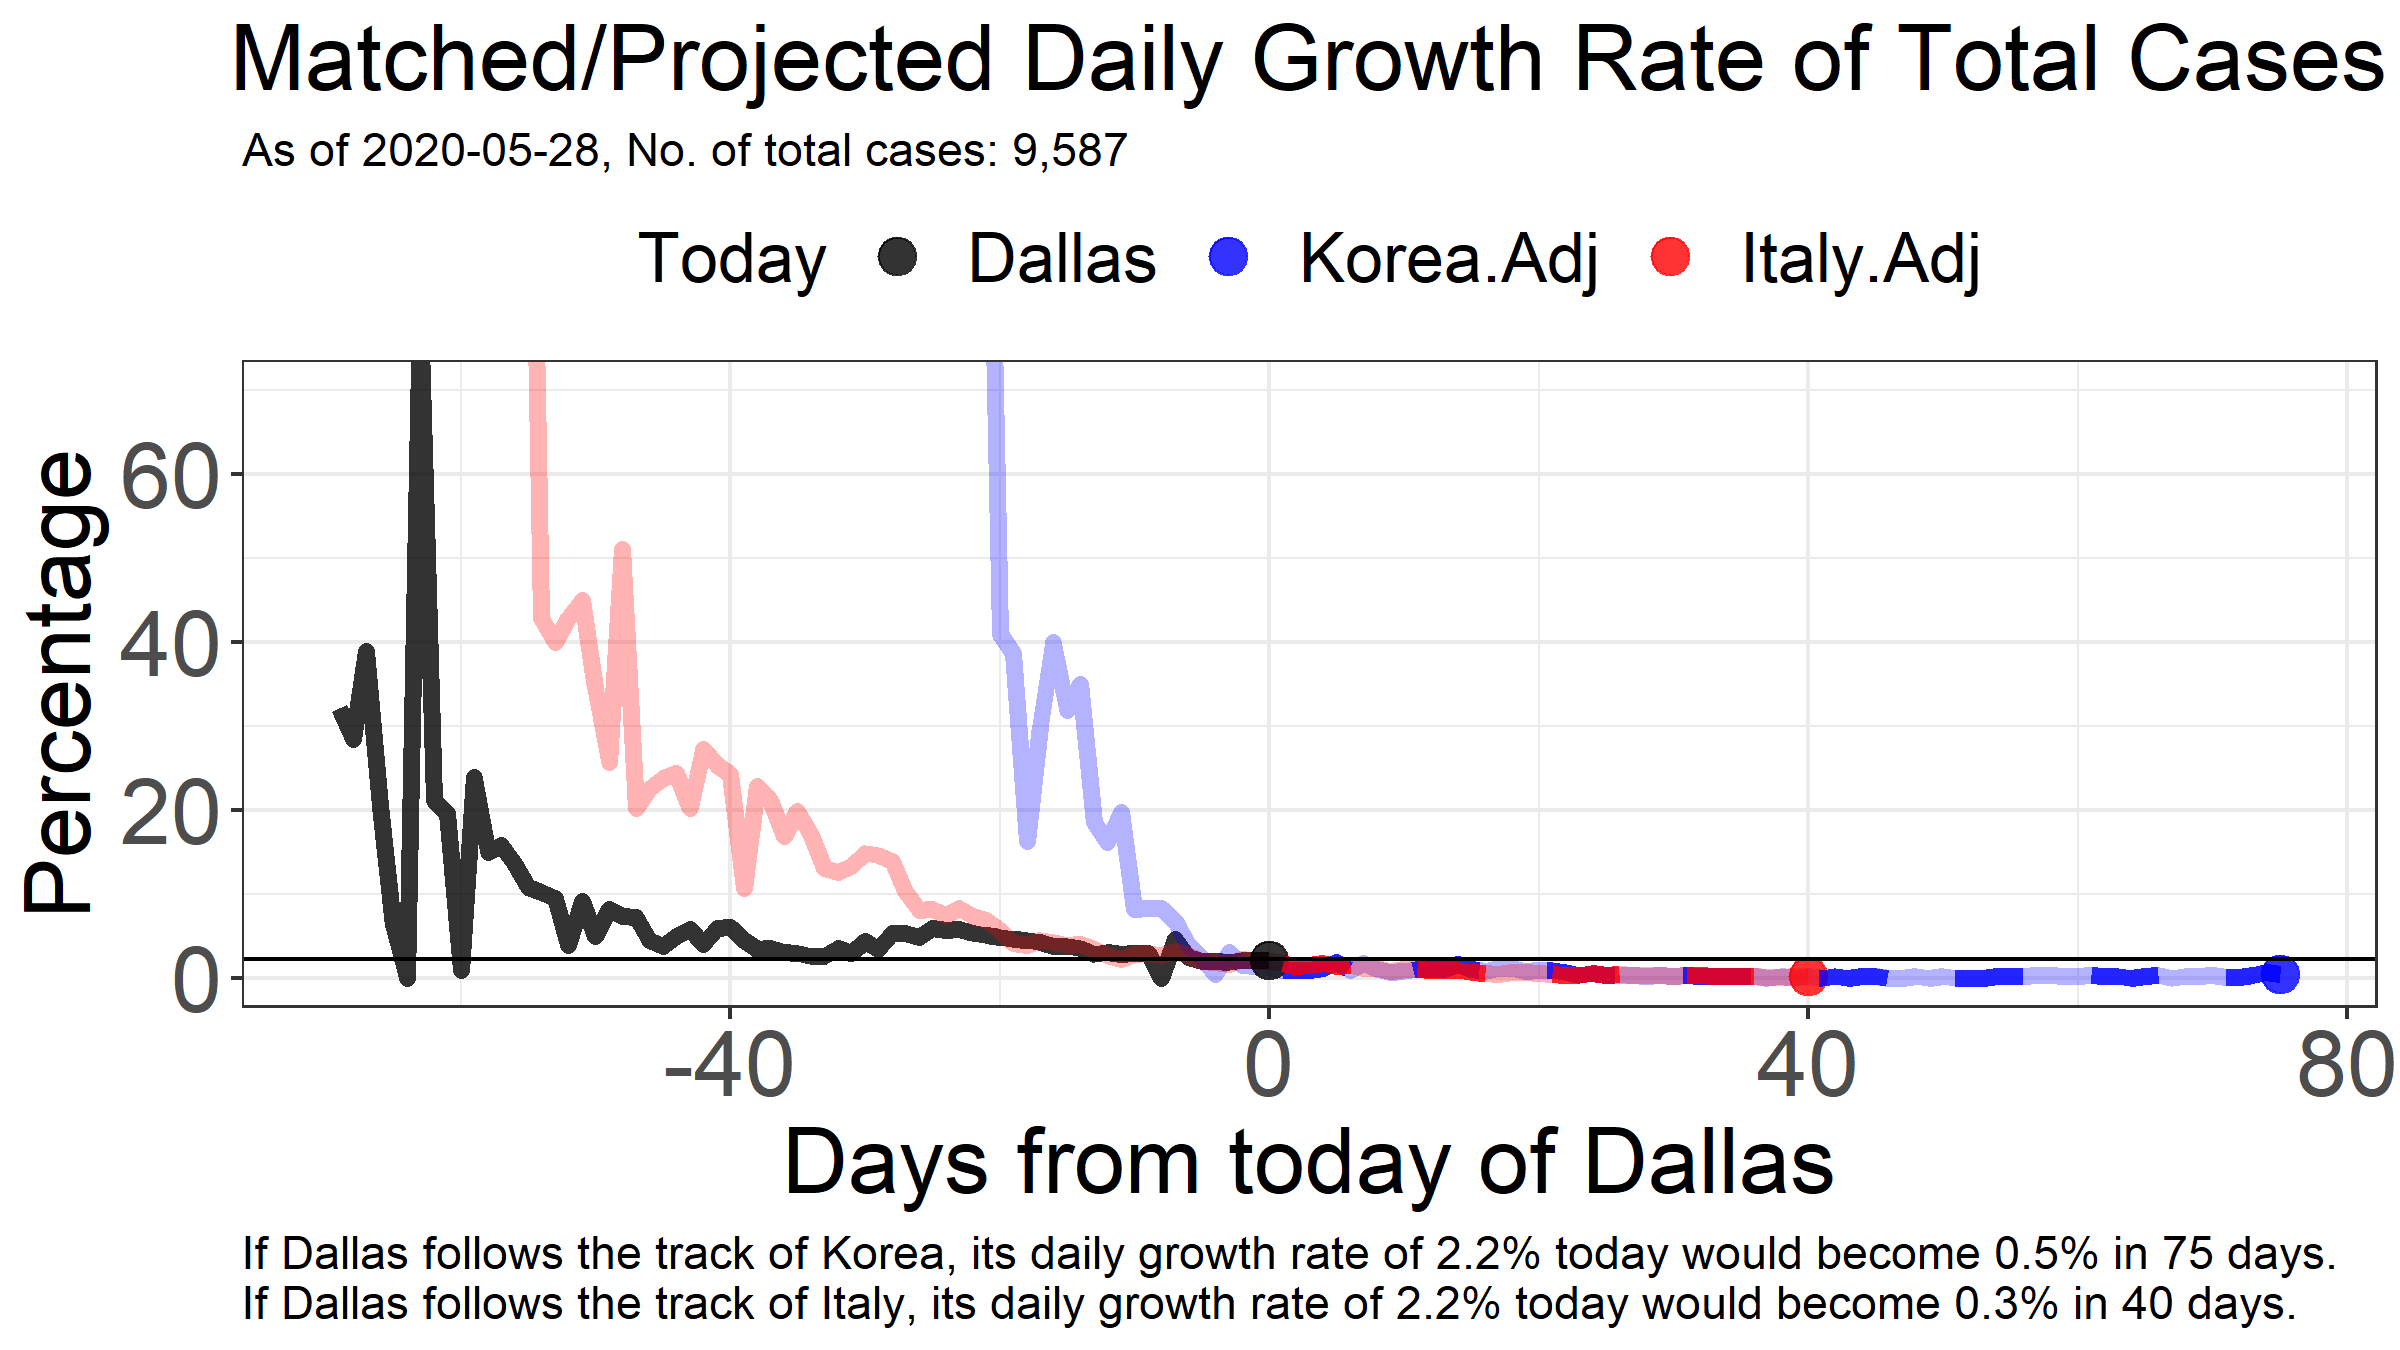 Matched/Projected Daily Growth Rate of Total Cases
As of 2020-05-28, No. of total cases: 9,587
Today Dallas Korea.Adj Italy.Adj
Percentage
60
40
20
0
-40 0 40 80
Days from today of Dallas
If Dallas follows the track of Korea, its daily growth rate of 2.2% today would become 0.5% in 75 days.
If Dallas follows the track of Italy, its daily growth rate of 2.2% today would become 0.3% in 40 days.